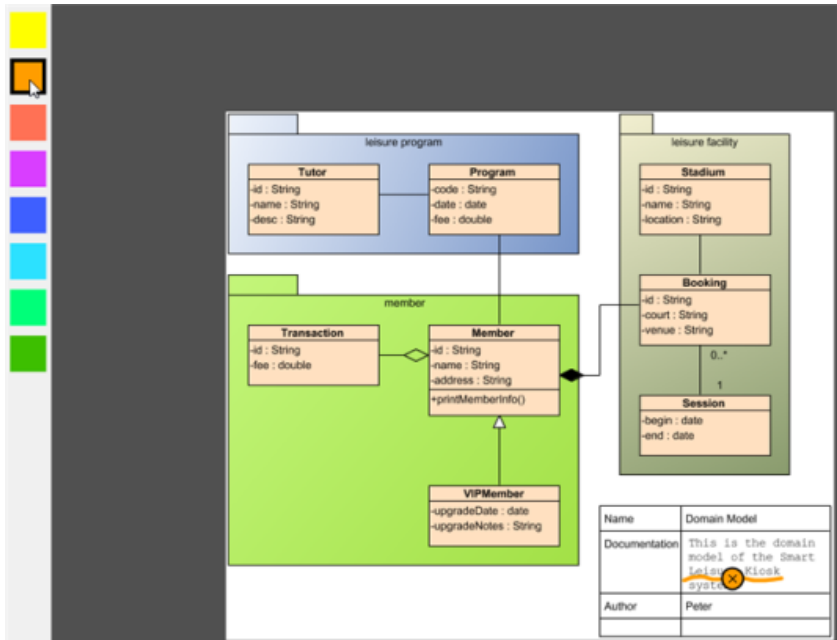 leisure program
Tutor
-id : String
-name : String
-desc : String
Program
-code : String
-date : date
-fee : double
leisure facility
Stadium
-id : String
-name : String
-location : String
Booking
-id : String
-court : String
-venue : String
0..*
1
Session
-begin : date
-end : date
member
Transaction
-id : String
-fee : double
Member
-id : String
-name : String
-address : String
+printMemberInfo()
VIPMember
-upgradeDate : date
-upgradeNotes : String
Name Domain Model
Documentation This is the domain
model of the Smart
Kiosk
Author Peter